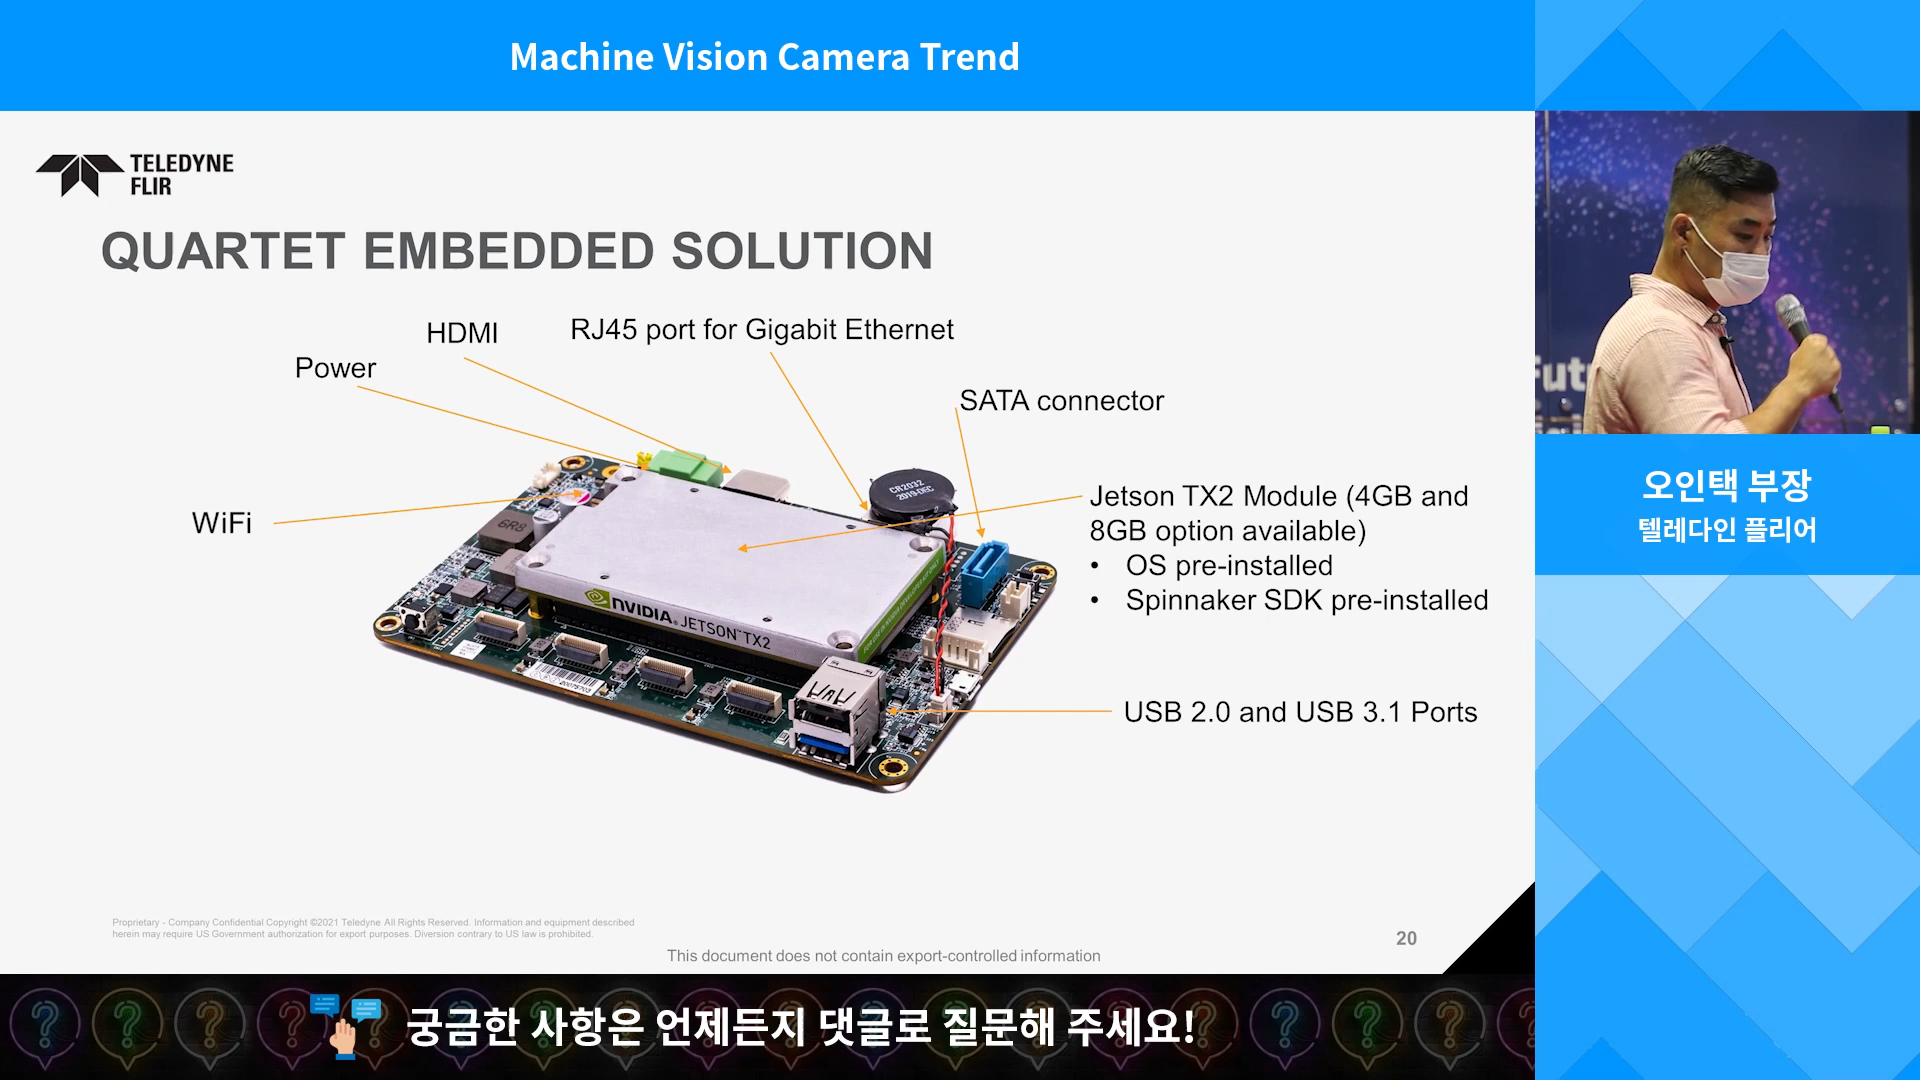 Machine Vision Camera Trend
TELEDYNE
FLIR
QUARTET EMBEDDED SOLUTION
HDMI
RJ45 port for Gigabit Ethernet
Power
SATA connector
WiFi
Jetson TX2 Module (4GB and
8GB option available)
• OS pre-installed
• Spinnaker SDK pre-installed
USB 2.0 and USB 3.1 Ports
CR2032
2019-DEC
6R8
NVIDIA. JETSON™ TX2
Proprietary - Company Confidential Copyright ©2021 Teledyne All Rights Reserved. Information and equipment described
herein may require US Government authorization for export purposes. Diversion contrary to US law is prohibited.
This document does not contain export-controlled information
20
오인택 부장
텔레다인 플리어
궁금한 사항은 언제든지 댓글로 질문해 주세요!